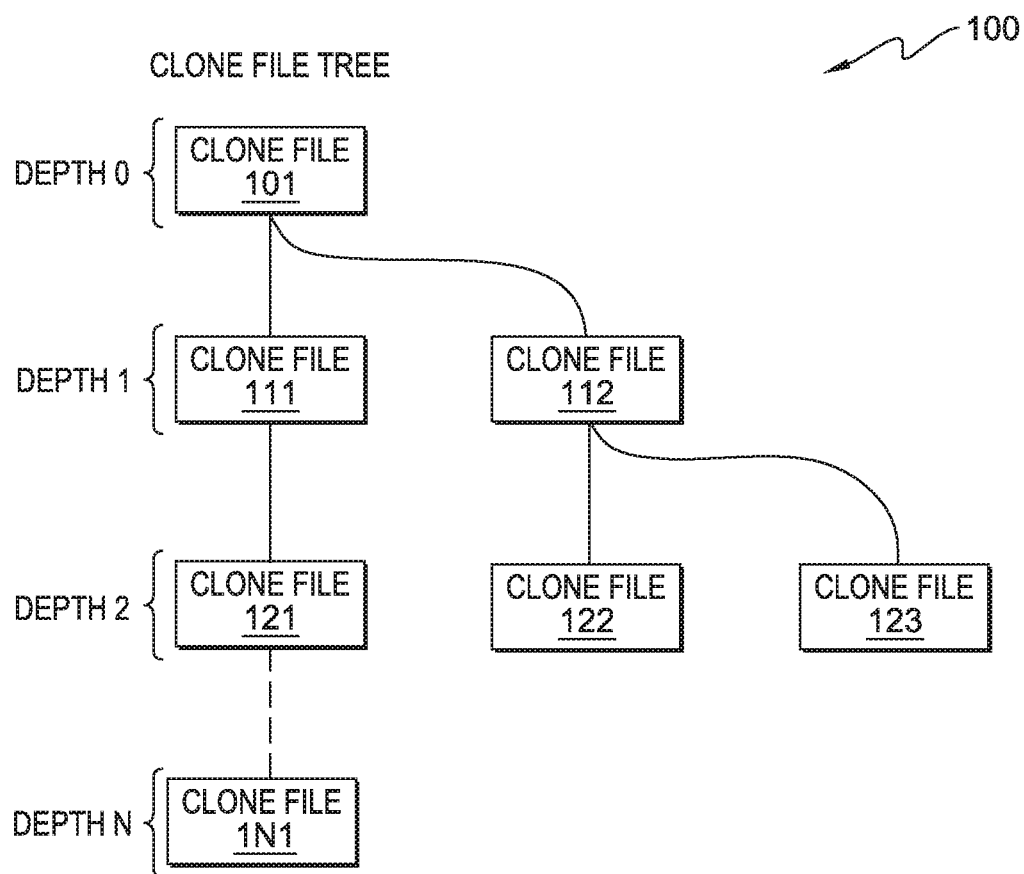 100
CLONE FILE TREE
DEPTH 0
CLONE FILE
101
DEPTH 1
CLONE FILE
111
CLONE FILE
112
DEPTH 2
CLONE FILE
121
CLONE FILE
122
CLONE FILE
123
DEPTH N
CLONE FILE
1N1